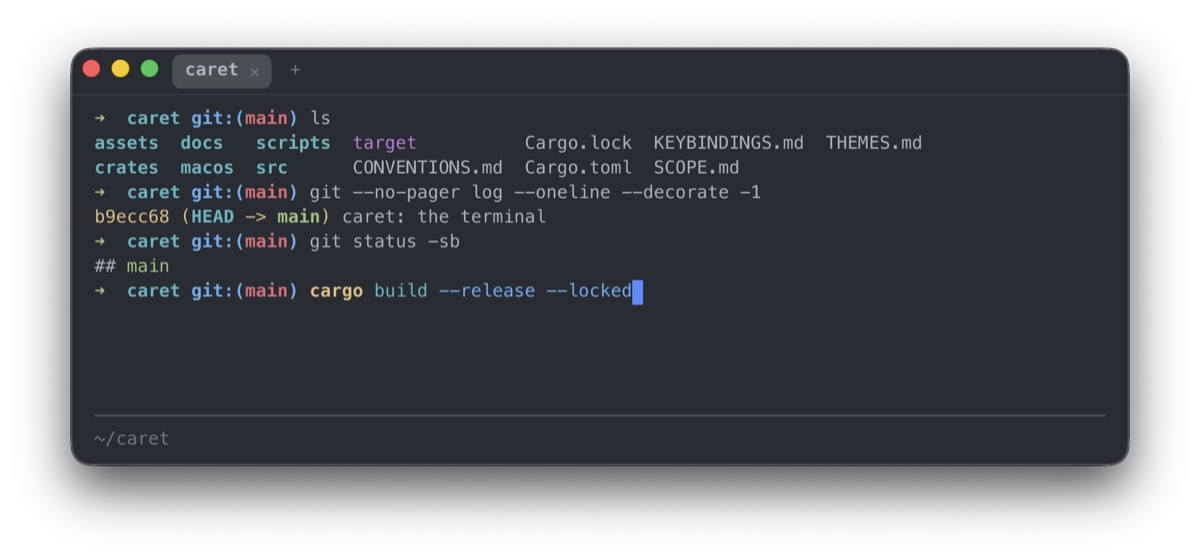 caret × +
➜  caret git:(main) ls
assets  docs   scripts  target          Cargo.lock  KEYBINDINGS.md  THEMES.md
crates  macos  src      CONVENTIONS.md  Cargo.toml  SCOPE.md
➜  caret git:(main) git --no-pager log --oneline --decorate -1
b9ecc68 (HEAD -> main) caret: the terminal
➜  caret git:(main) git status -sb
## main
➜  caret git:(main) cargo build --release --locked
~/caret